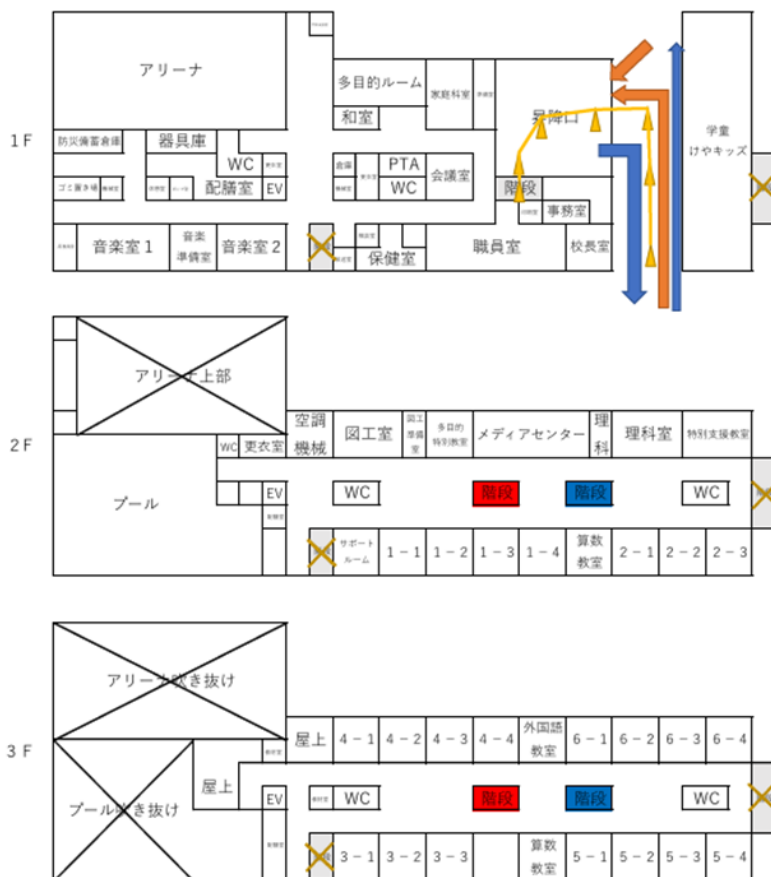 1F
アリーナ
多目的ルーム
家庭科室
準備室
昇降口
学童
けやキッズ
和室
防災備蓄倉庫
器具庫
WC
倉庫
PTA
会議室
ゴミ置き場
配膳室
EV
WC
階段
事務室
音楽室1
音楽
準備室
音楽室2
保健室
職員室
校長室
2F
アリーナ上部
空調
機械
図工室
図工
準備
室
多目的
特別教室
メディアセンター
理
科
理科室
特別支援教室
WC
更衣室
プール
EV
WC
階段
階段
WC
サポート
ルーム
1-1
1-2
1-3
1-4
算数
教室
2-1
2-2
2-3
3F
アリーナ吹き抜け
屋上
4-1
4-2
4-3
4-4
外国語
教室
6-1
6-2
6-3
6-4
プール吹き抜け
屋上
EV
WC
階段
階段
WC
3-1
3-2
3-3
算数
教室
5-1
5-2
5-3
5-4